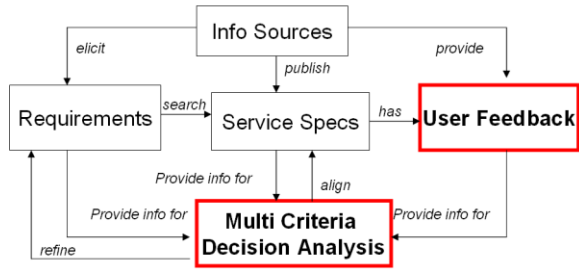 Info Sources
elicit
publish
provide
Requirements
search
Service Specs
has
User Feedback
Provide info for
align
Provide info for
Multi Criteria
Decision Analysis
Provide info for
refine